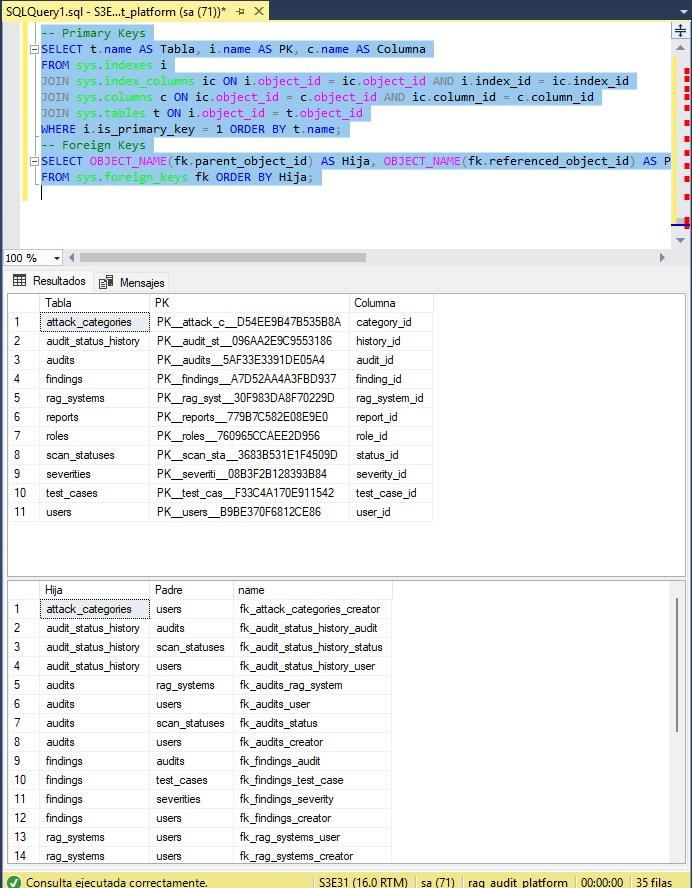 SQLQuery1.sql - S3E...t_platform (sa (71))*
-- Primary Keys
SELECT t.name AS Tabla, i.name AS PK, c.name AS Columna
FROM sys.indexes i
JOIN sys.index_columns ic ON i.object_id = ic.object_id AND i.index_id = ic.index_id
JOIN sys.columns c ON ic.object_id = c.object_id AND ic.column_id = c.column_id
JOIN sys.tables t ON i.object_id = t.object_id
WHERE i.is_primary_key = 1 ORDER BY t.name;
-- Foreign Keys
SELECT OBJECT_NAME(fk.parent_object_id) AS Hija, OBJECT_NAME(fk.referenced_object_id) AS P
FROM sys.foreign_keys fk ORDER BY Hija;
100 %
Resultados Mensajes
Tabla PK Columna
1 attack_categories PK__attack_c__D54EE9B47B535B8A category_id
2 audit_status_history PK__audit_st__096AA2E9C9553186 history_id
3 audits PK__audits__5AF33E3391DE05A4 audit_id
4 findings PK__findings__A7D52AA4A3FBD937 finding_id
5 rag_systems PK__rag_syst__30F983DA8F70229D rag_system_id
6 reports PK__reports__779B7C582E08E9E0 report_id
7 roles PK__roles__760965CCAEE2D956 role_id
8 scan_statuses PK__scan_sta__3683B531E1F4509D status_id
9 severities PK__severiti__08B3F2B128393B84 severity_id
10 test_cases PK__test_cas__F33C4A170E911542 test_case_id
11 users PK__users__B9BE370F6812CE86 user_id
Hija Padre name
1 attack_categories users fk_attack_categories_creator
2 audit_status_history audits fk_audit_status_history_audit
3 audit_status_history scan_statuses fk_audit_status_history_status
4 audit_status_history users fk_audit_status_history_user
5 audits rag_systems fk_audits_rag_system
6 audits users fk_audits_user
7 audits scan_statuses fk_audits_status
8 audits users fk_audits_creator
9 findings audits fk_findings_audit
10 findings test_cases fk_findings_test_case
11 findings severities fk_findings_severity
12 findings users fk_findings_creator
13 rag_systems users fk_rag_systems_user
14 rag_systems users fk_rag_systems_creator
Consulta ejecutada correctamente. S3E31 (16.0 RTM) sa (71) rag_audit_platform 00:00:00 35 filas